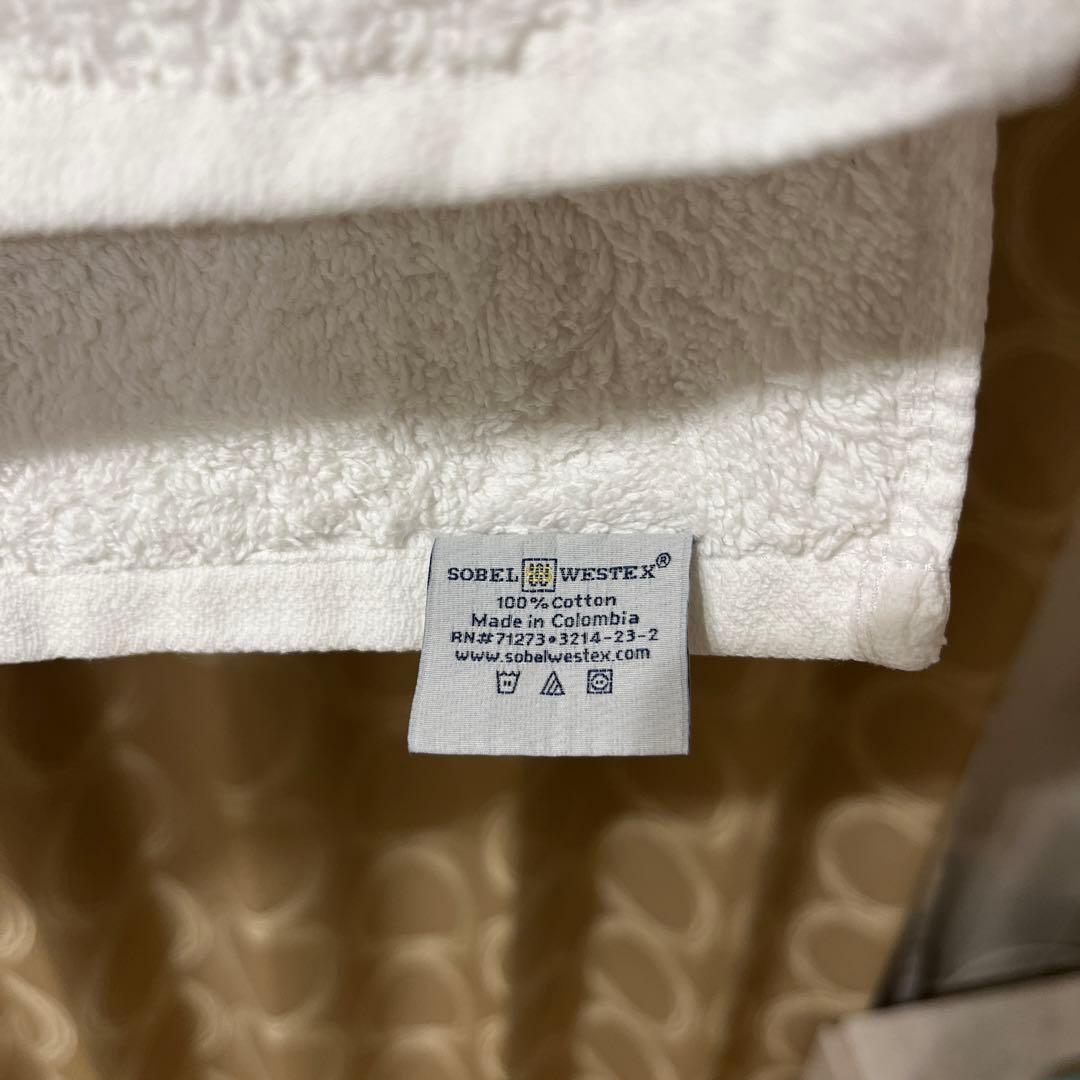 SOBEL WESTEX®
100% Cotton
Made in Colombia
RN#71273•3214-23-2
www.sobelwestex.com